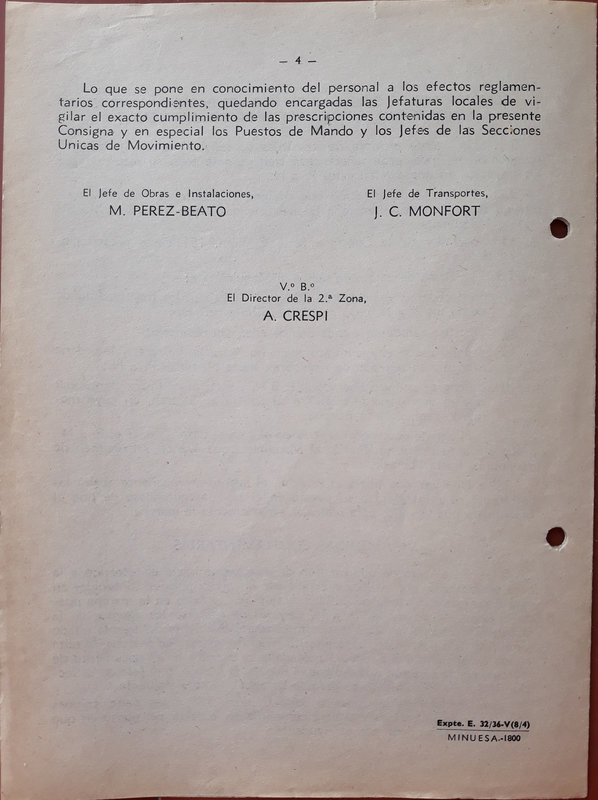 — 4 —
Lo que se pone en conocimiento del personal a los efectos reglamen-
tarios correspondientes, quedando encargadas las Jefaturas locales de vi-
gilar el exacto cumplimiento de las prescripciones contenidas en la presente
Consigna y en especial los Puestos de Mando y los Jefes de las Secciones
Unicas de Movimiento.
El Jefe de Obras e Instalaciones,
M. PEREZ-BEATO
El Jefe de Transportes,
J. C. MONFORT
V.º B.º
El Director de la 2.ª Zona,
A. CRESPI
Expte. E. 32/36-V(8/4)
MINUESA.-1800